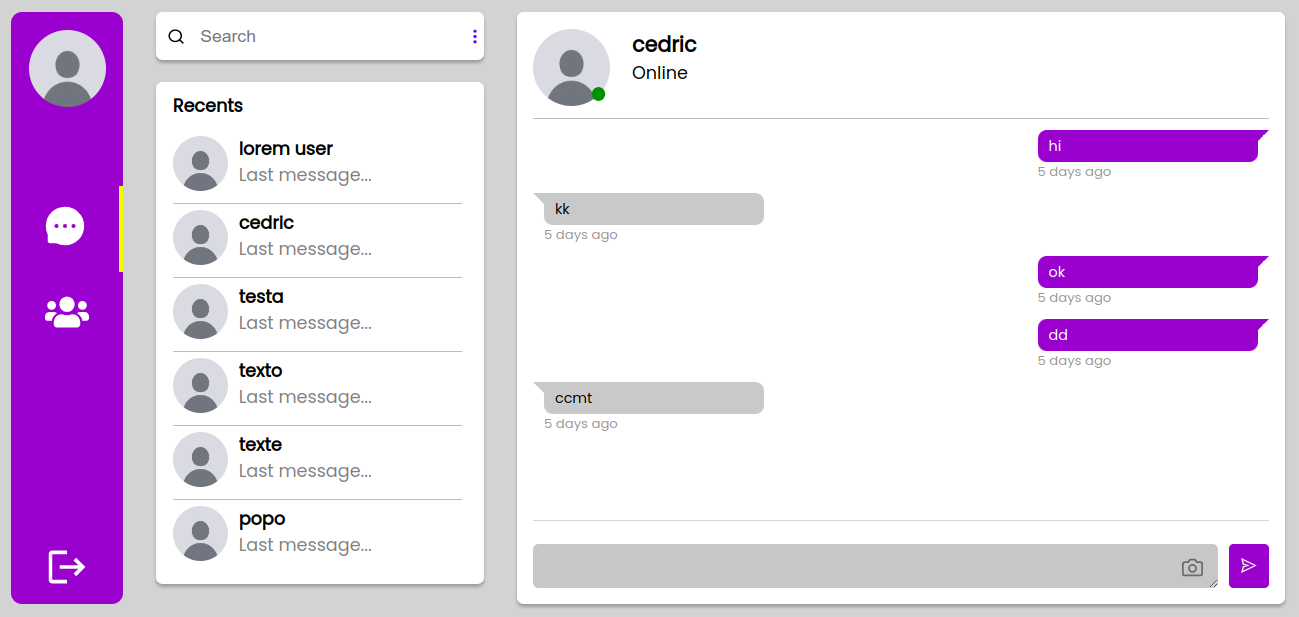 Search
Recents
lorem user
Last message...
cedric
Last message...
testa
Last message...
texto
Last message...
texte
Last message...
popo
Last message...
cedric
Online
hi
5 days ago
kk
5 days ago
ok
5 days ago
dd
5 days ago
ccmt
5 days ago